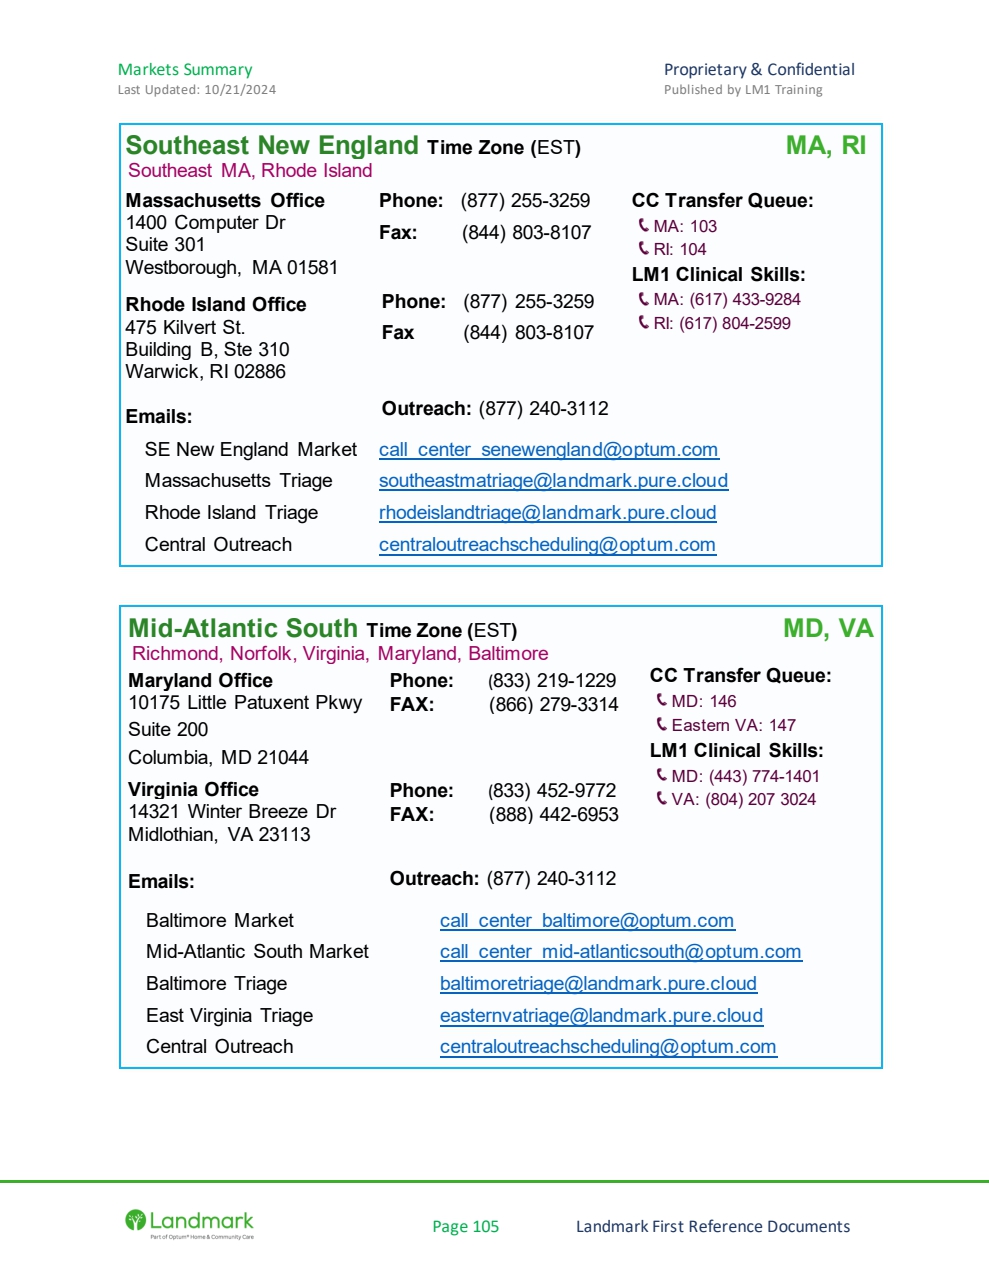 Markets Summary Proprietary & Confidential
Last Updated: 10/21/2024 Published by LM1 Training
Southeast New England Time Zone (EST) MA, RI
Southeast MA, Rhode Island
Massachusetts Office Phone: (877) 255-3259 CC Transfer Queue:
1400 Computer Dr MA: 103
Suite 301 Fax: (844) 803-8107 RI: 104
Westborough, MA 01581 LM1 Clinical Skills:
Rhode Island Office Phone: (877) 255-3259 MA: (617) 433-9284
475 Kilvert St. Fax (844) 803-8107 RI: (617) 804-2599
Building B, Ste 310
Warwick, RI 02886
Emails: Outreach: (877) 240-3112
SE New England Market call_center_senewengland@optum.com
Massachusetts Triage southeastmatriage@landmark.pure.cloud
Rhode Island Triage rhodeislandtriage@landmark.pure.cloud
Central Outreach centraloutreachscheduling@optum.com
Mid-Atlantic South Time Zone (EST) MD, VA
Richmond, Norfolk, Virginia, Maryland, Baltimore
Maryland Office Phone: (833) 219-1229 CC Transfer Queue:
10175 Little Patuxent Pkwy FAX: (866) 279-3314 MD: 146
Suite 200 Eastern VA: 147
Columbia, MD 21044 LM1 Clinical Skills:
Virginia Office Phone: (833) 452-9772 MD: (443) 774-1401
14321 Winter Breeze Dr FAX: (888) 442-6953 VA: (804) 207 3024
Midlothian, VA 23113
Emails: Outreach: (877) 240-3112
Baltimore Market call_center_baltimore@optum.com
Mid-Atlantic South Market call_center_mid-atlanticsouth@optum.com
Baltimore Triage baltimoretriage@landmark.pure.cloud
East Virginia Triage easternvatriage@landmark.pure.cloud
Central Outreach centraloutreachscheduling@optum.com
Landmark Page 105 Landmark First Reference Documents
Part of Optum® Home & Community Care